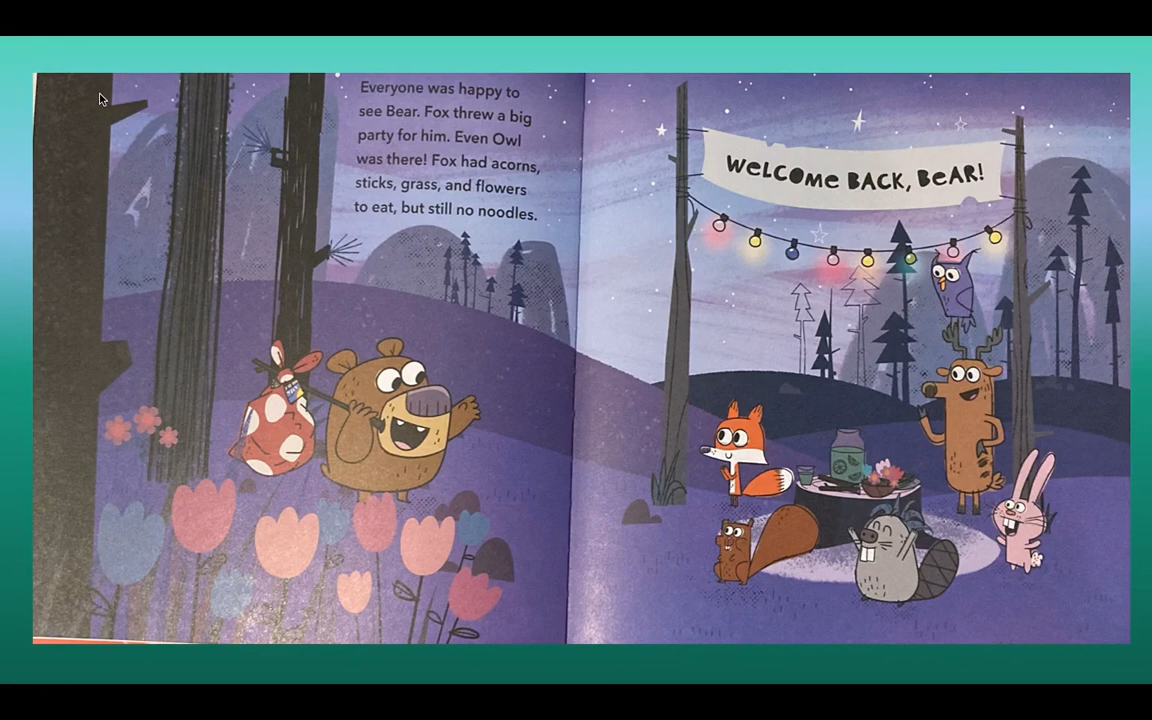 Everyone was happy to
see Bear. Fox threw a big
party for him. Even Owl
was there! Fox had acorns,
sticks, grass, and flowers
to eat, but still no noodles.
WELCOMe BACK, BeAR!